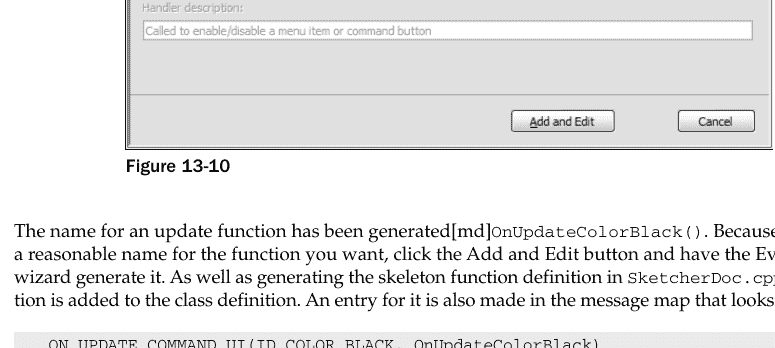 Handler description:
Called to enable/disable a menu item or command button
Add and Edit
Cancel
Figure 13-10
The name for an update function has been generated[md]OnUpdateColorBlack(). Because
a reasonable name for the function you want, click the Add and Edit button and have the Ev
wizard generate it. As well as generating the skeleton function definition in SketcherDoc.cpp
tion is added to the class definition. An entry for it is also made in the message map that looks
ON_UPDATE_COMMAND_UI(ID_COLOR_BLACK, OnUpdateColorBlack)